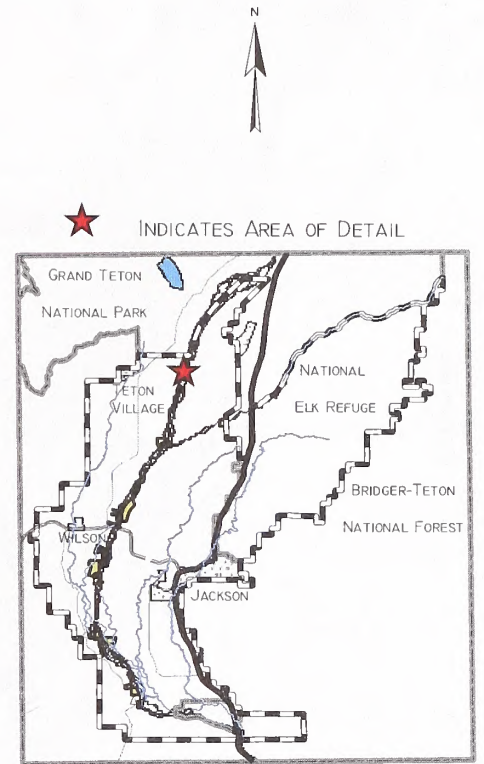 N
INDICATES AREA OF DETAIL
GRAND TETON
NATIONAL PARK
TETON
VILLAGE
NATIONAL
ELK REFUGE
BRIDGER-TETON
NATIONAL FOREST
WILSON
JACKSON